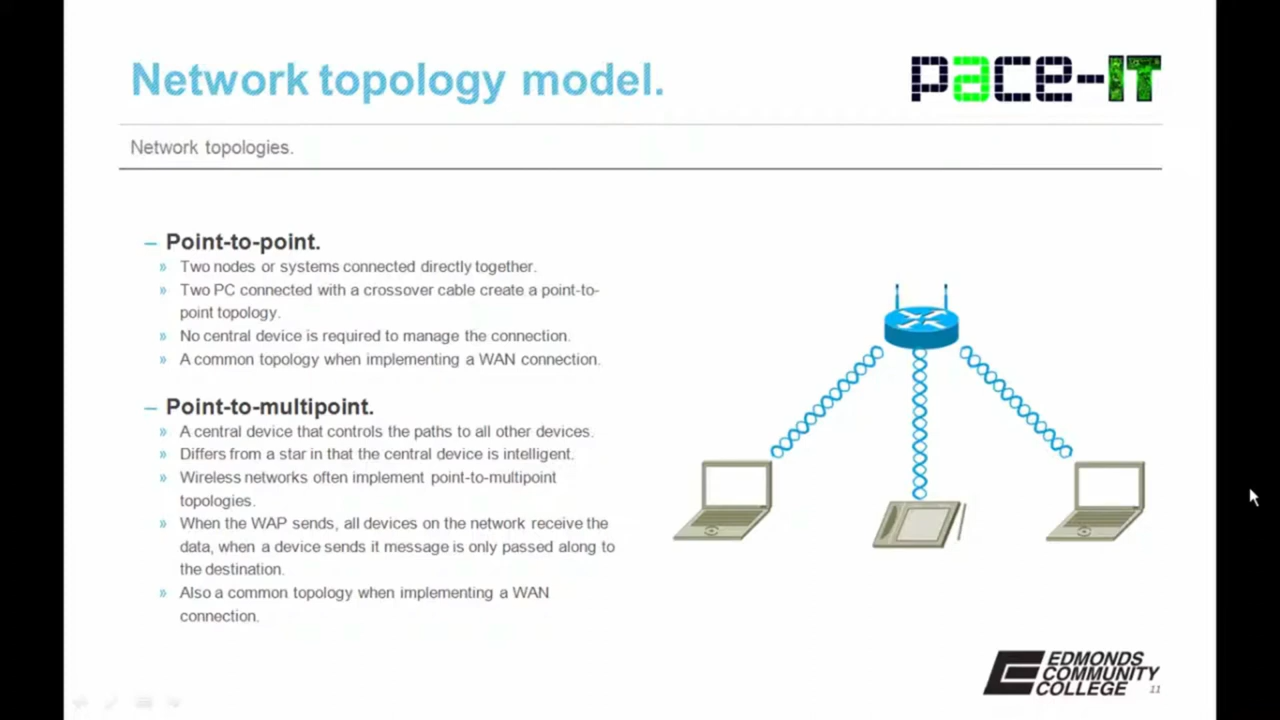 Network topology model.
pace-IT
Network topologies.
– Point-to-point.
» Two nodes or systems connected directly together.
» Two PC connected with a crossover cable create a point-to-
point topology.
» No central device is required to manage the connection.
» A common topology when implementing a WAN connection.
– Point-to-multipoint.
» A central device that controls the paths to all other devices.
» Differs from a star in that the central device is intelligent.
» Wireless networks often implement point-to-multipoint
topologies.
» When the WAP sends, all devices on the network receive the
data, when a device sends it message is only passed along to
the destination.
» Also a common topology when implementing a WAN
connection.
EDMONDS
COMMUNITY
COLLEGE
11